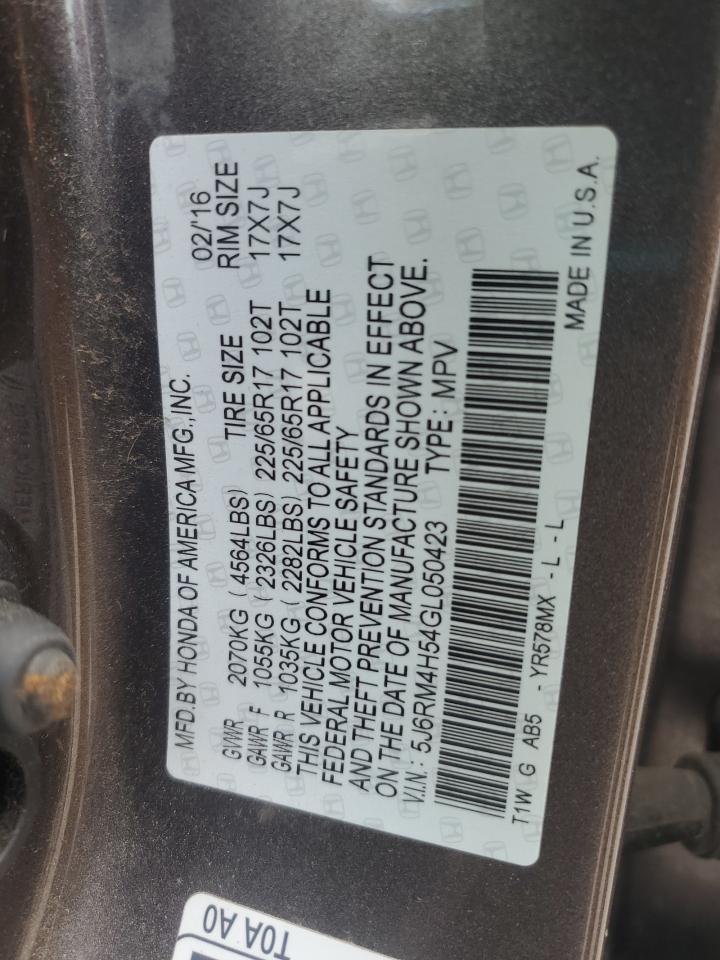 MFD.BY HONDA OF AMERICA MFG.,INC. 02/'16
GVWR 2070KG ( 4564LBS) TIRE SIZE RIM SIZE
GAWR F 1055KG ( 2326LBS) 225/65R17 102T 17X7J
GAWR R 1035KG ( 2282LBS) 225/65R17 102T 17X7J
THIS VEHICLE CONFORMS TO ALL APPLICABLE
FEDERAL MOTOR VEHICLE SAFETY
AND THEFT PREVENTION STANDARDS IN EFFECT
ON THE DATE OF MANUFACTURE SHOWN ABOVE.
V.I.N.: 5J6RM4H54GL050423 TYPE: MPV
T1W G AB5 - YR578MX - L - L MADE IN U.S.A.
T0A A0